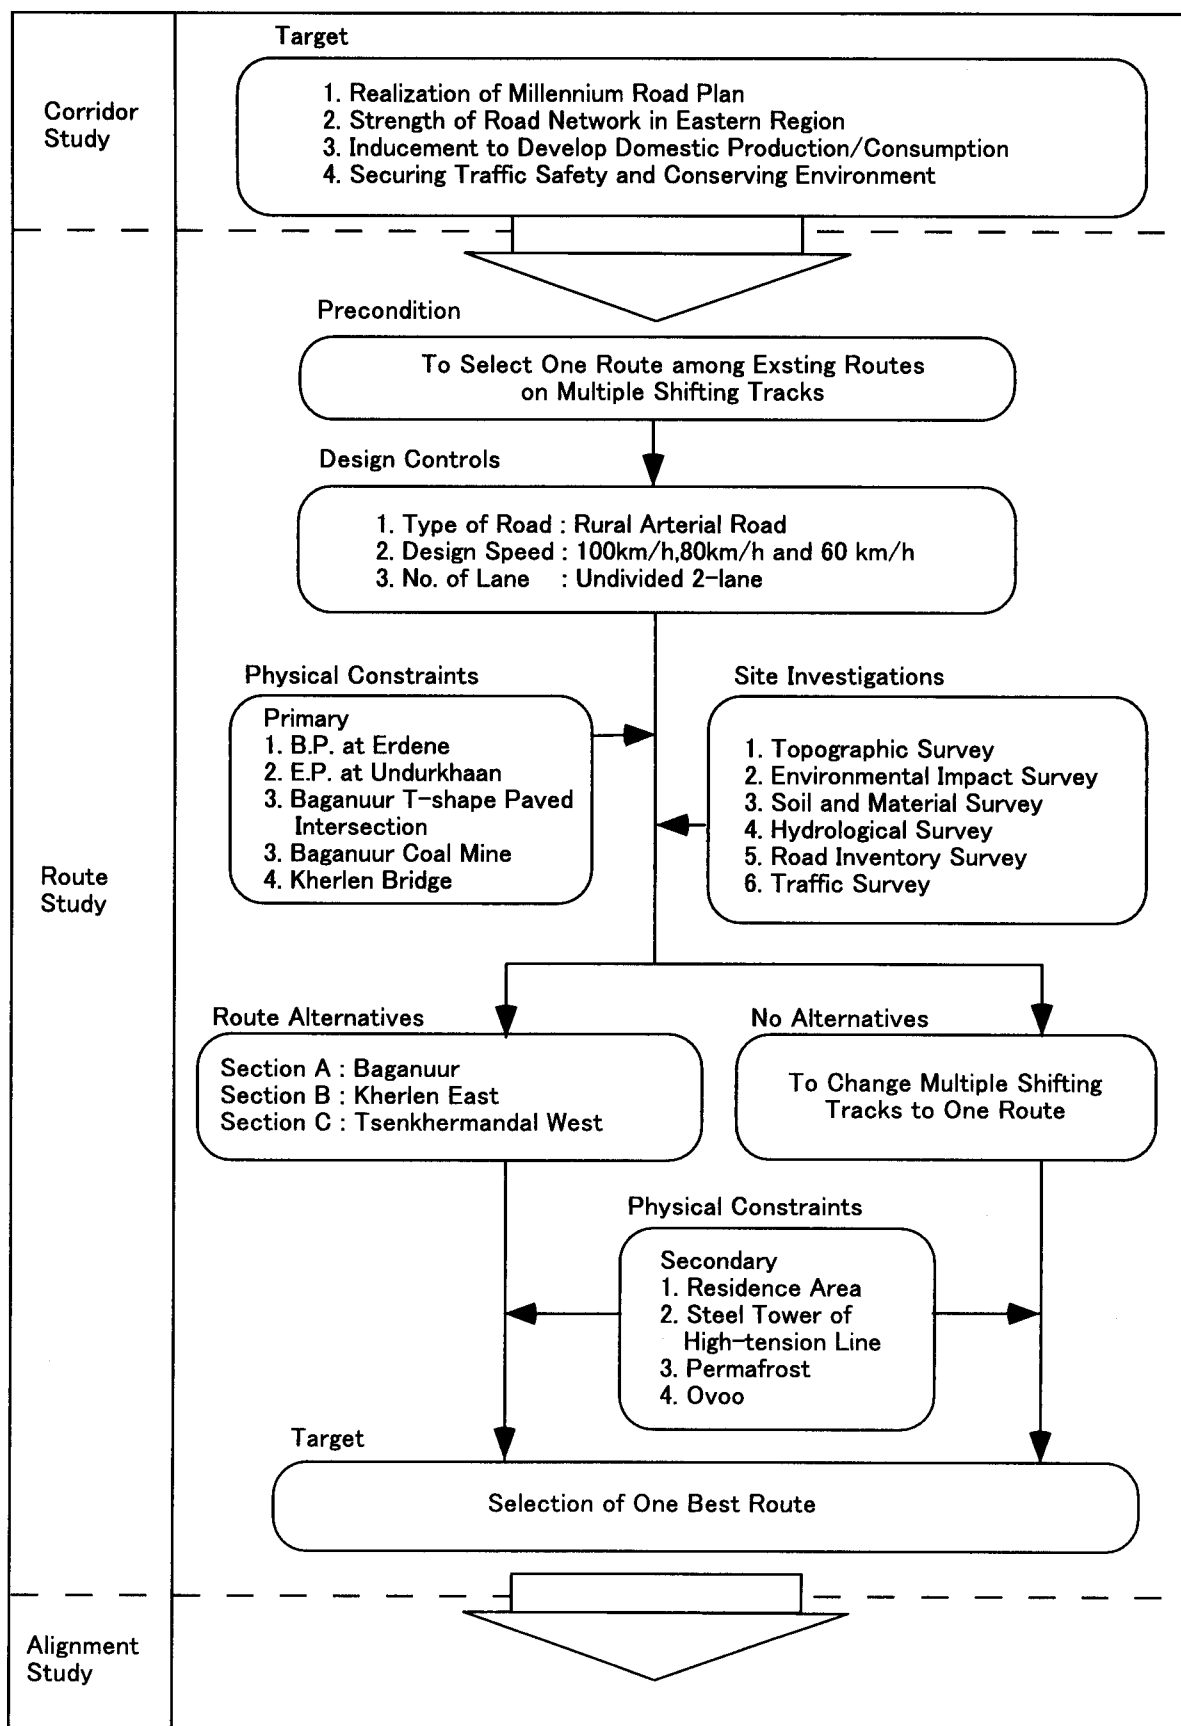 Target
Corridor
Study
1. Realization of Millennium Road Plan
2. Strength of Road Network in Eastern Region
3. Inducement to Develop Domestic Production/Consumption
4. Securing Traffic Safety and Conserving Environment
Route
Study
Precondition
To Select One Route among Exsting Routes
on Multiple Shifting Tracks
Design Controls
1. Type of Road : Rural Arterial Road
2. Design Speed : 100km/h,80km/h and 60 km/h
3. No. of Lane : Undivided 2-lane
Physical Constraints
Primary
1. B.P. at Erdene
2. E.P. at Undurkhaan
3. Baganuur T-shape Paved
Intersection
3. Baganuur Coal Mine
4. Kherlen Bridge
Site Investigations
1. Topographic Survey
2. Environmental Impact Survey
3. Soil and Material Survey
4. Hydrological Survey
5. Road Inventory Survey
6. Traffic Survey
Route Alternatives
Section A : Baganuur
Section B : Kherlen East
Section C : Tsenkhermandal West
No Alternatives
To Change Multiple Shifting
Tracks to One Route
Physical Constraints
Secondary
1. Residence Area
2. Steel Tower of
High-tension Line
3. Permafrost
4. Ovoo
Target
Selection of One Best Route
Alignment
Study